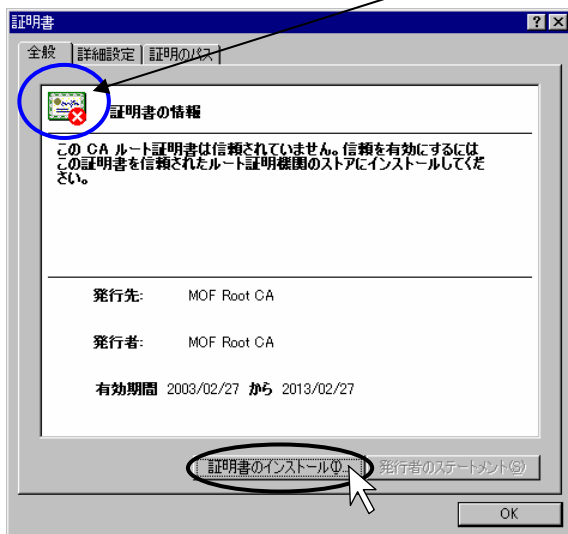 証明書
全般 詳細設定 証明のパス
証明書の情報
この CA ルート証明書は信頼されていません。信頼を有効にするには
この証明書を信頼されたルート証明機関のストアにインストールしてくだ
さい。
発行先: MOF Root CA
発行者: MOF Root CA
有効期間 2003/02/27 から 2013/02/27
証明書のインストール(I)... 発行者のステートメント(S)
OK